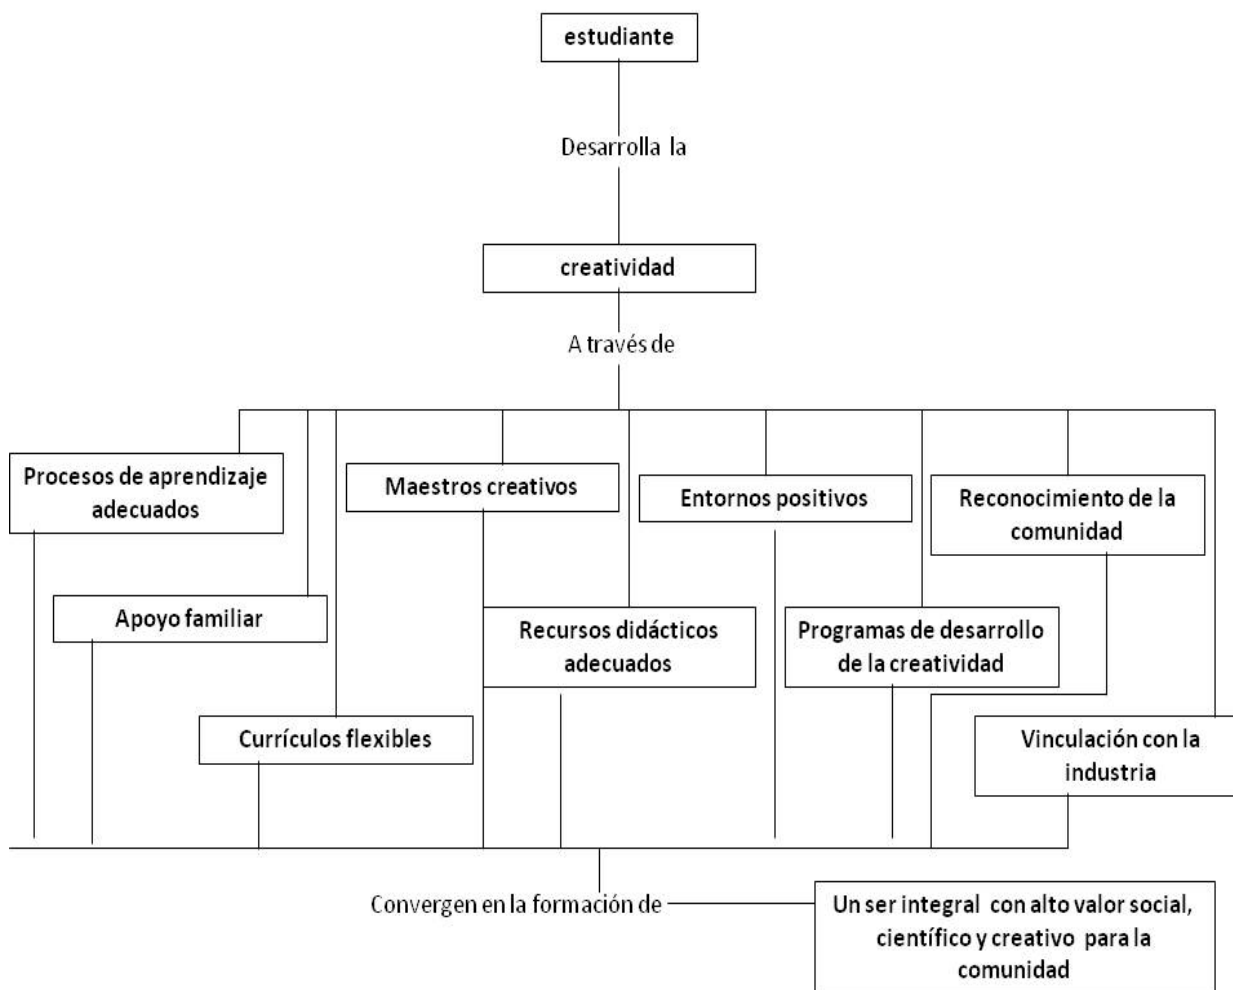 estudiante
Desarrolla la
creatividad
A través de
Procesos de aprendizaje
adecuados
Maestros creativos
Entornos positivos
Reconocimiento de la
comunidad
Apoyo familiar
Recursos didácticos
adecuados
Programas de desarrollo
de la creatividad
Currículos flexibles
Vinculación con la
industria
Convergen en la formación de
Un ser integral con alto valor social,
científico y creativo para la
comunidad